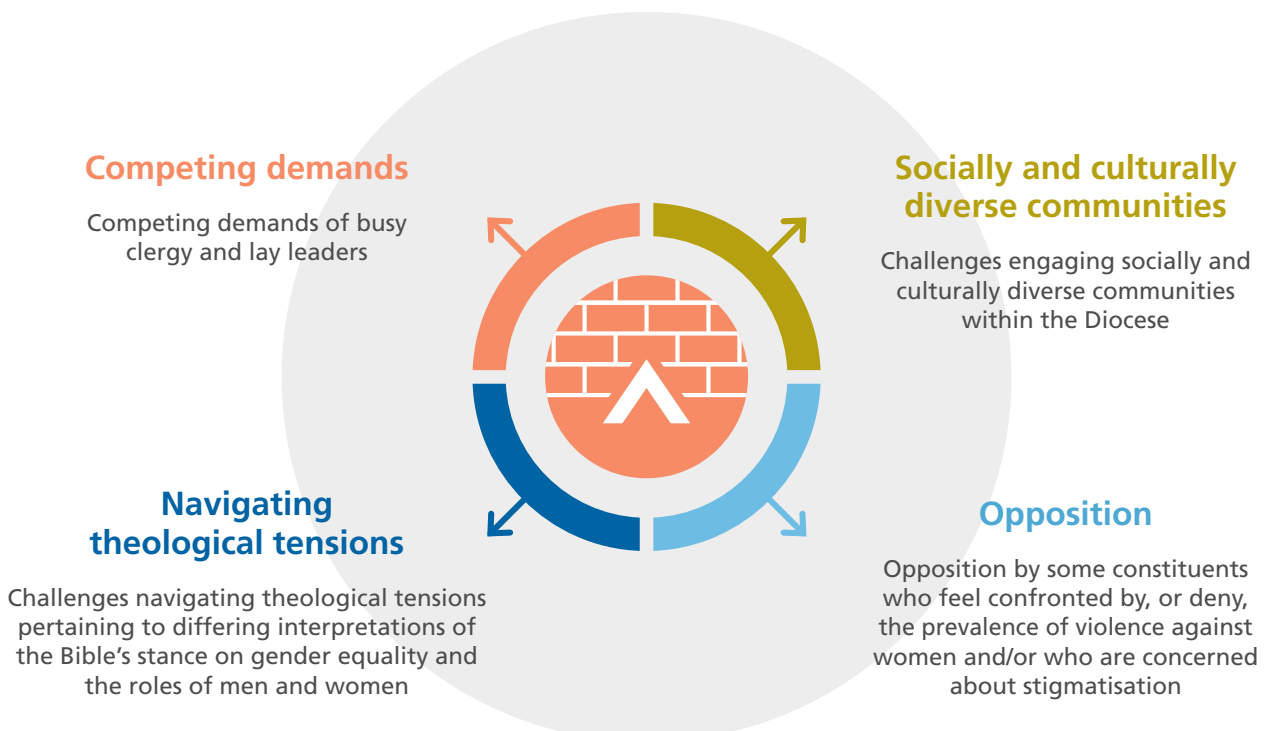 Competing demands
Competing demands of busy
clergy and lay leaders
Socially and culturally
diverse communities
Challenges engaging socially and
culturally diverse communities
within the Diocese
Navigating
theological tensions
Challenges navigating theological tensions
pertaining to differing interpretations of
the Bible’s stance on gender equality and
the roles of men and women
Opposition
Opposition by some constituents
who feel confronted by, or deny,
the prevalence of violence against
women and/or who are concerned
about stigmatisation